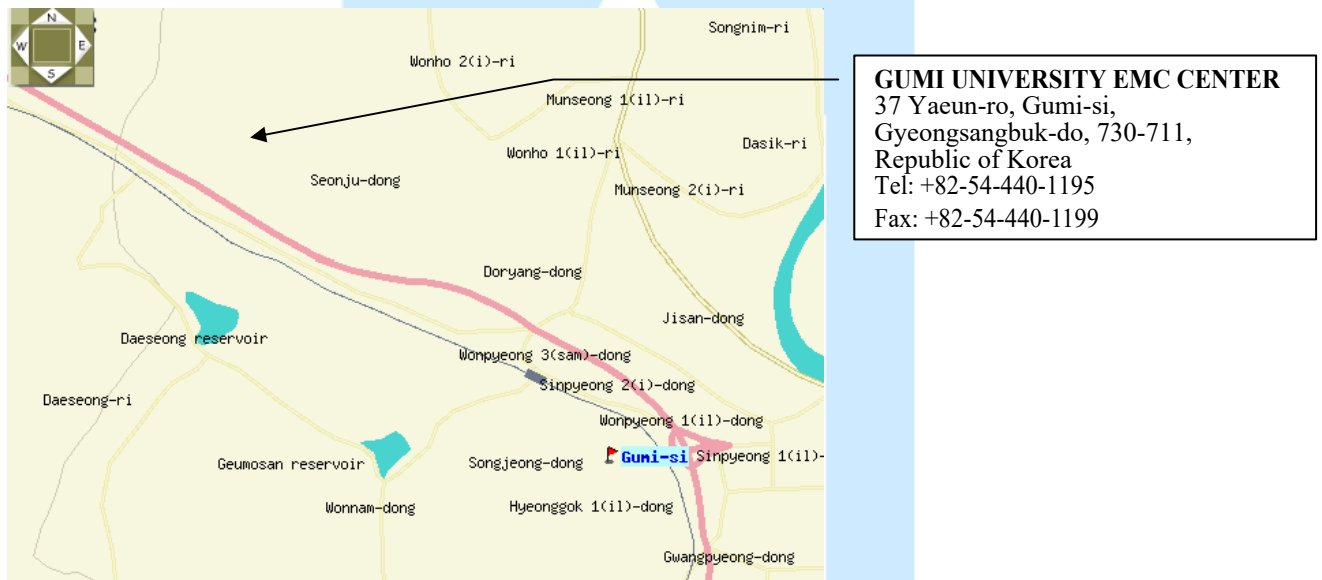 N
W
E
S
Songnim-ri
Wonho 2(i)-ri
Munseong 1(il)-ri
Dasik-ri
Wonho 1(il)-ri
Seonju-dong
Munseong 2(i)-ri
Doryang-dong
Jisan-dong
Daeseong reservoir
Wonpyeong 3(sam)-dong
Sinpyeong 2(i)-dong
Daeseong-ri
Wonpyeong 1(il)-dong
Gumi-si
Sinpyeong 1(il)-
Geumosan reservoir
Songjeong-dong
Wonnam-dong
Hyeonggok 1(il)-dong
Gwangpyeong-dong
GUMI UNIVERSITY EMC CENTER
37 Yaeun-ro, Gumi-si,
Gyeongsangbuk-do, 730-711,
Republic of Korea
Tel: +82-54-440-1195
Fax: +82-54-440-1199